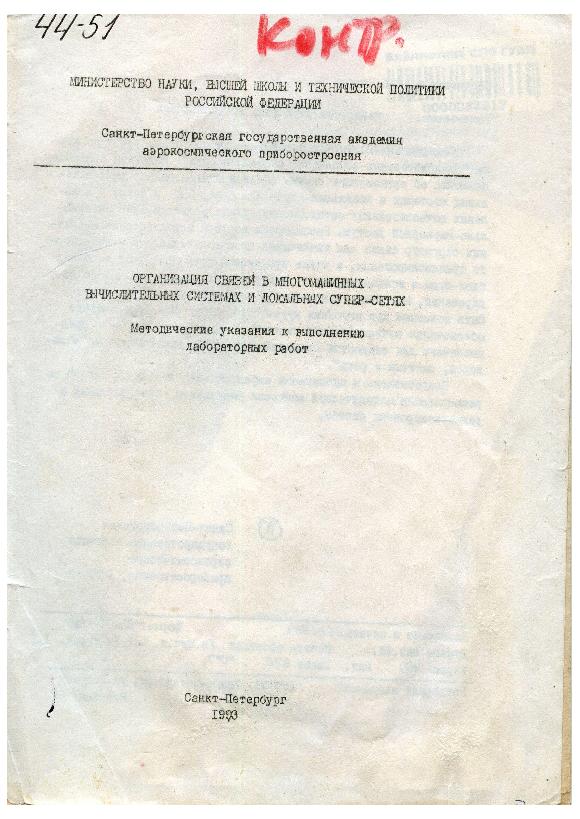 44-51
Контр.
МИНИСТЕРСТВО НАУКИ, ВЫСШЕЙ ШКОЛЫ И ТЕХНИЧЕСКОЙ ПОЛИТИКИ
РОССИЙСКОЙ ФЕДЕРАЦИИ
Санкт-Петербургская государственная академия
аэрокосмического приборостроения
ОРГАНИЗАЦИЯ СВЯЗЕЙ В МНОГОМАШИННЫХ
ВЫЧИСЛИТЕЛЬНЫХ СИСТЕМАХ И ЛОКАЛЬНЫХ СУПЕР-СЕТЯХ
Методические указания к выполнению
лабораторных работ
Санкт-Петербург
1993